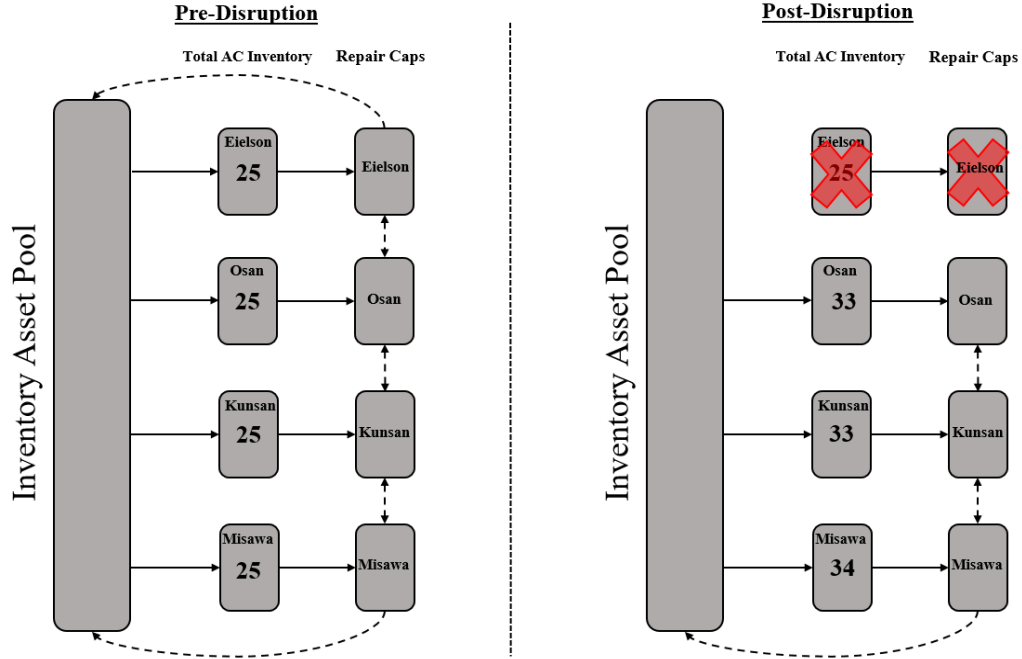 Pre-Disruption
Total AC Inventory
Repair Caps
Inventory Asset Pool
Eielson
25
Eielson
Osan
25
Osan
Kunsan
25
Kunsan
Misawa
25
Misawa
Post-Disruption
Total AC Inventory
Repair Caps
Inventory Asset Pool
Eielson
25
Eielson
Osan
33
Osan
Kunsan
33
Kunsan
Misawa
34
Misawa